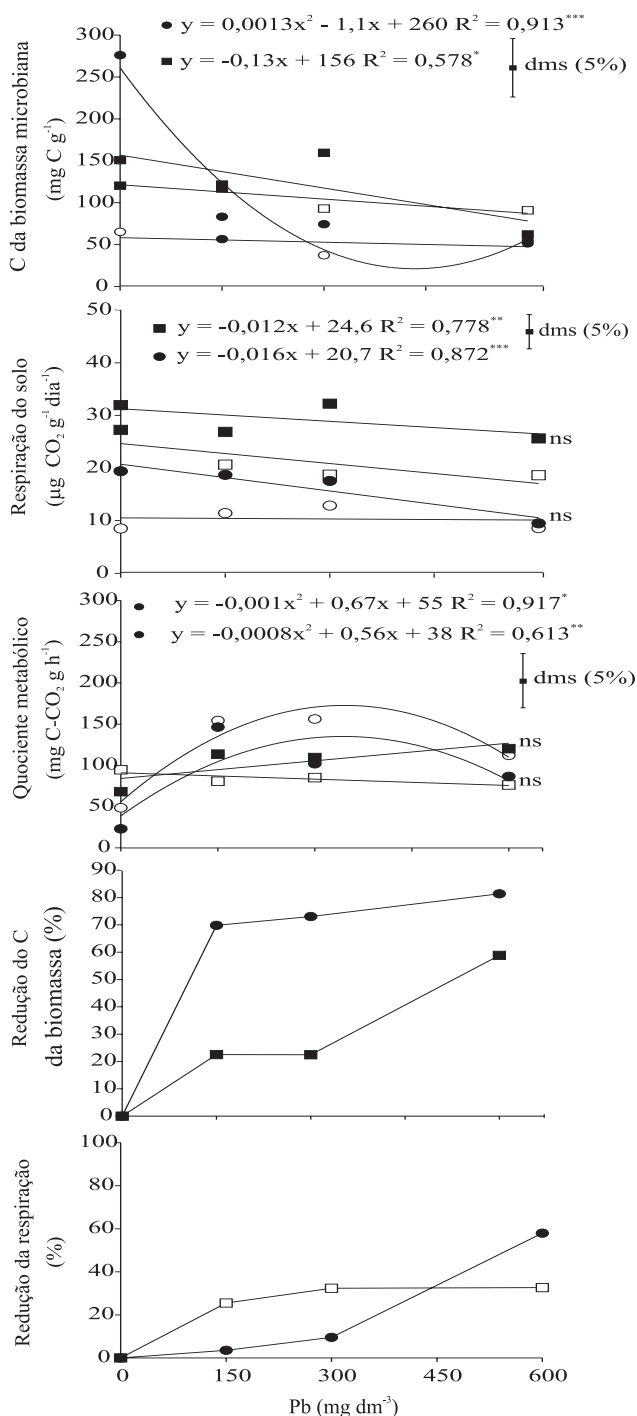 y = 0,0013x² - 1,1x + 260 R² = 0,913***
y = -0,13x + 156 R² = 0,578*
dms (5%)
C da biomassa microbiana
(mg C g⁻¹)
300
250
200
150
100
50
0
y = -0,012x + 24,6 R² = 0,778**
y = -0,016x + 20,7 R² = 0,872***
dms (5%)
Respiração do solo
(µg CO₂ g⁻¹ dia⁻¹)
50
40
30
20
10
0
ns
ns
y = -0,001x² + 0,67x + 55 R² = 0,917*
y = -0,0008x² + 0,56x + 38 R² = 0,613**
dms (5%)
Quociente metabólico
(mg C-CO₂ g h⁻¹)
300
250
200
150
100
50
0
ns
ns
Redução do C
da biomassa (%)
90
80
70
60
50
40
30
20
10
0
Redução da respiração
(%)
100
80
60
40
20
0
0 150 300 450 600
Pb (mg dm⁻³)